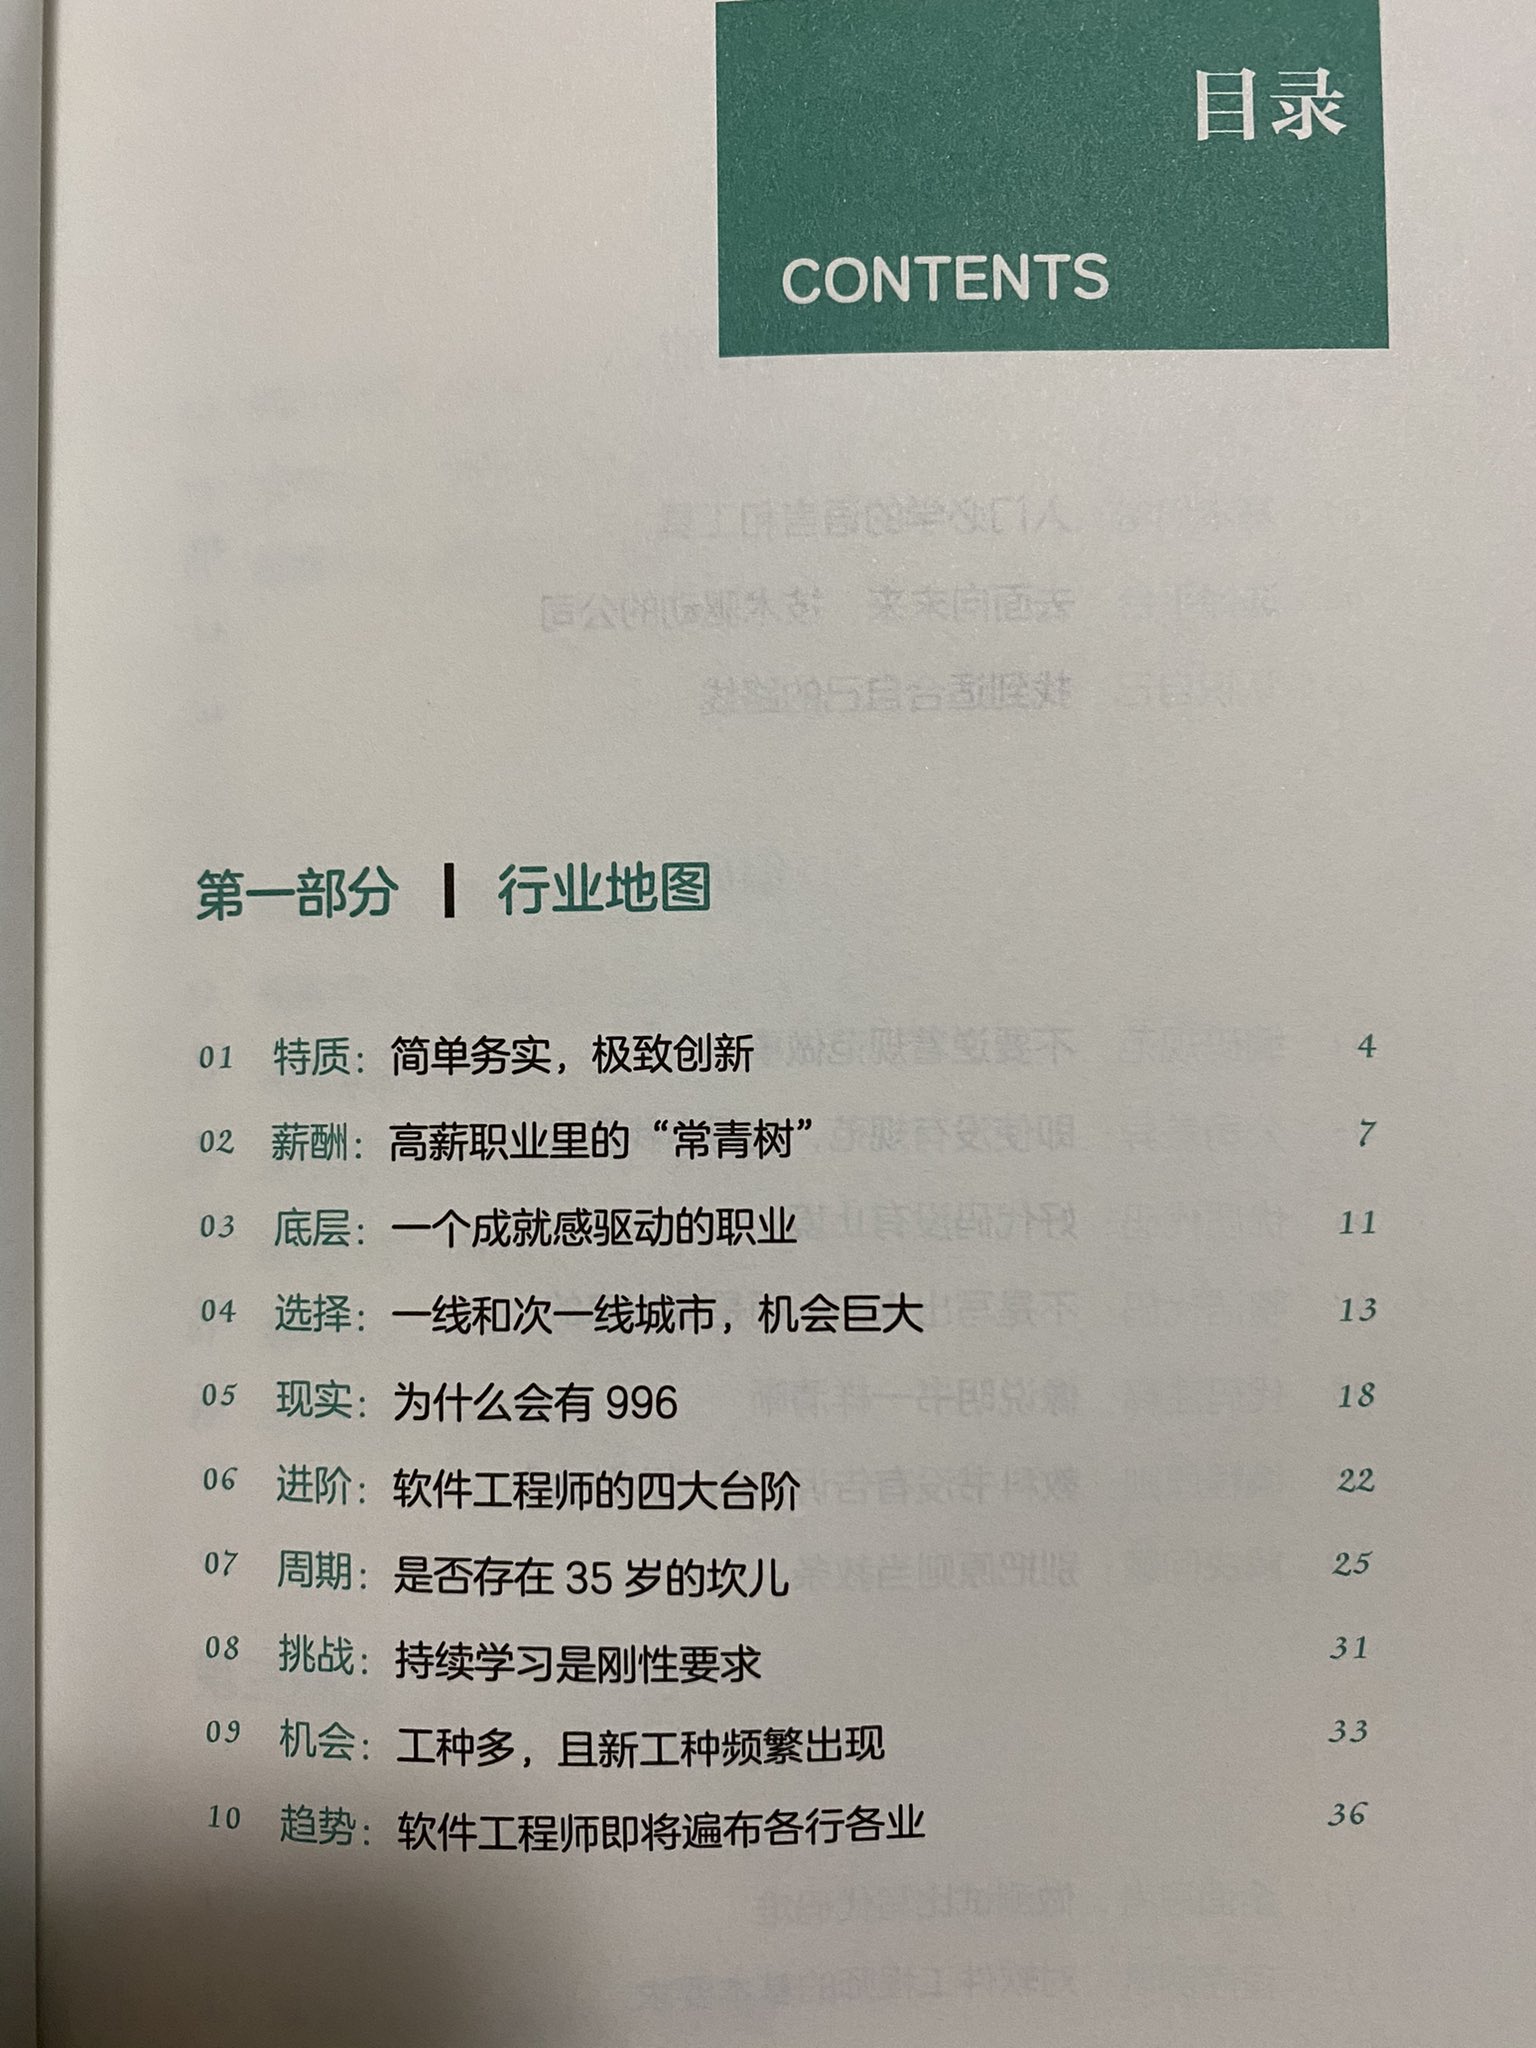 目录
CONTENTS
第一部分 | 行业地图
01 特质：简单务实，极致创新 4
02 薪酬：高薪职业里的“常青树” 7
03 底层：一个成就感驱动的职业 11
04 选择：一线和次一线城市，机会巨大 13
05 现实：为什么会有 996 18
06 进阶：软件工程师的四大台阶 22
07 周期：是否存在 35 岁的坎儿 25
08 挑战：持续学习是刚性要求 31
09 机会：工种多，且新工种频繁出现 33
10 趋势：软件工程师即将遍布各行各业 36